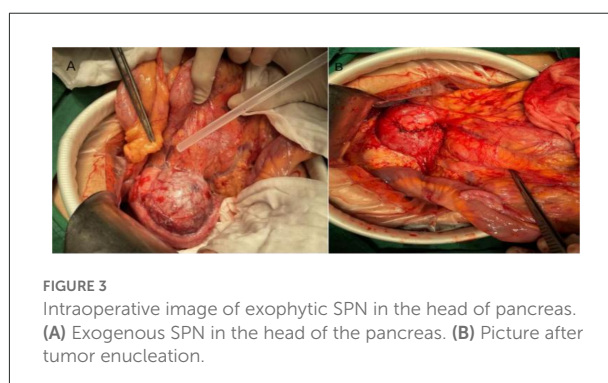 A
B
FIGURE 3
Intraoperative image of exophytic SPN in the head of pancreas.
(A) Exogenous SPN in the head of the pancreas. (B) Picture after
tumor enucleation.